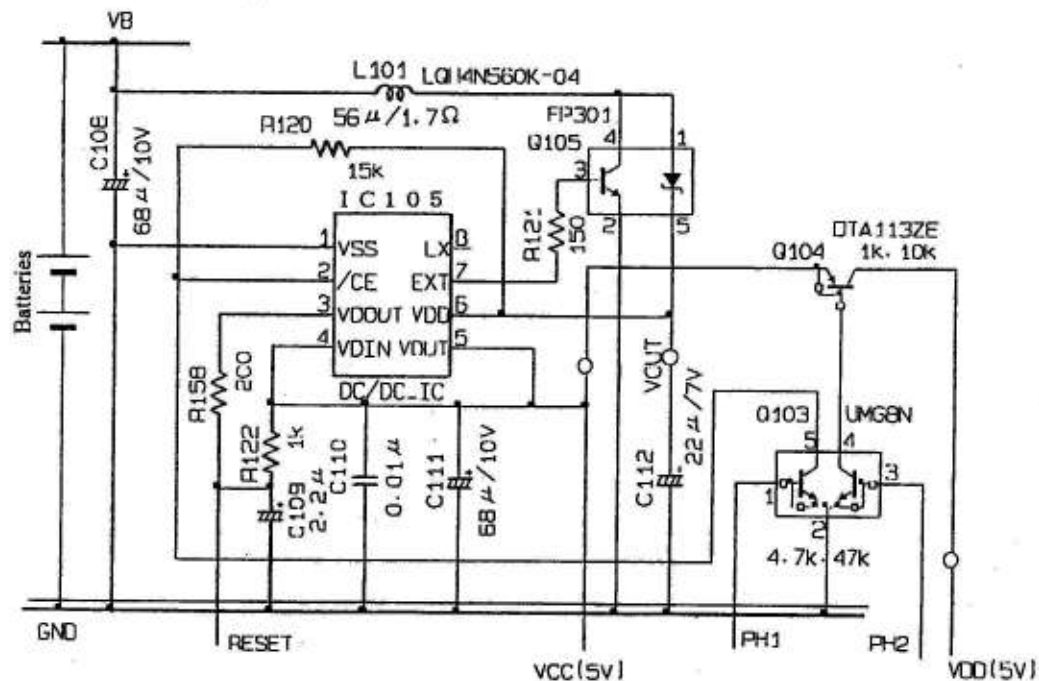 VB
L101 LQH4N560K-04
56μ/1.7Ω
FP301
R120
15k
Q105
4
1
3
2
5
C108
68μ/10V
IC105
1 VSS LX 8
2 /CE EXT 7
3 VDOUT VDD 6
4 VDIN VOUT 5
DC/DC_IC
R121
150
DTA113ZE
Q104
1k. 10k
Batteries
R158
200
R122
1k
C109
2.2μ
C110
0.01μ
C111
68μ/10V
VOUT
C112
22μ/7V
Q103
UMG8N
5
4
1
3
2
4.7k. 47k
GND
RESET
VCC(5V)
PH1
PH2
VDD(5V)